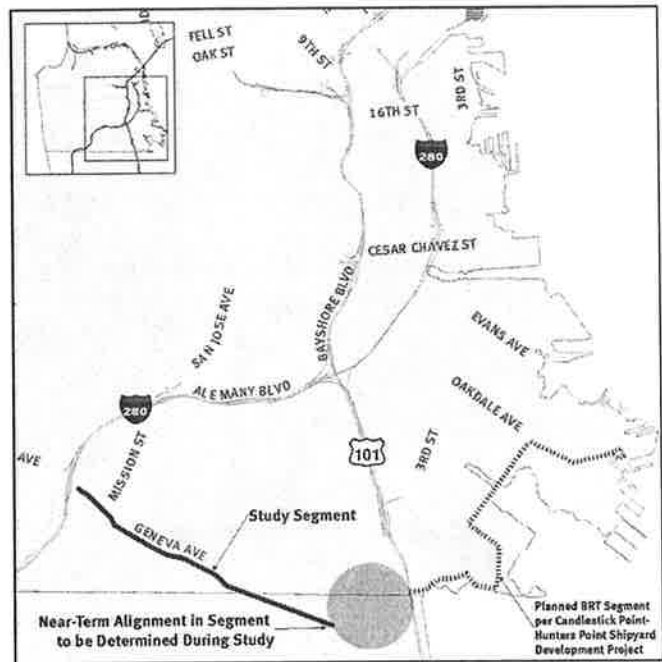 FELL ST
OAK ST
9TH ST
3RD ST
16TH ST
280
CESAR CHAVEZ ST
BAYSHORE BLVD
SAN JOSE AVE
EVANS AVE
ALEMANY BLVD
OAKDALE AVE
280
101
3RD ST
AVE
MISSION ST
Study Segment
GENEVA AVE
Near-Term Alignment in Segment
to be Determined During Study
Planned BRT Segment
per Candlestick Point-
Hunters Point Shipyard
Development Project